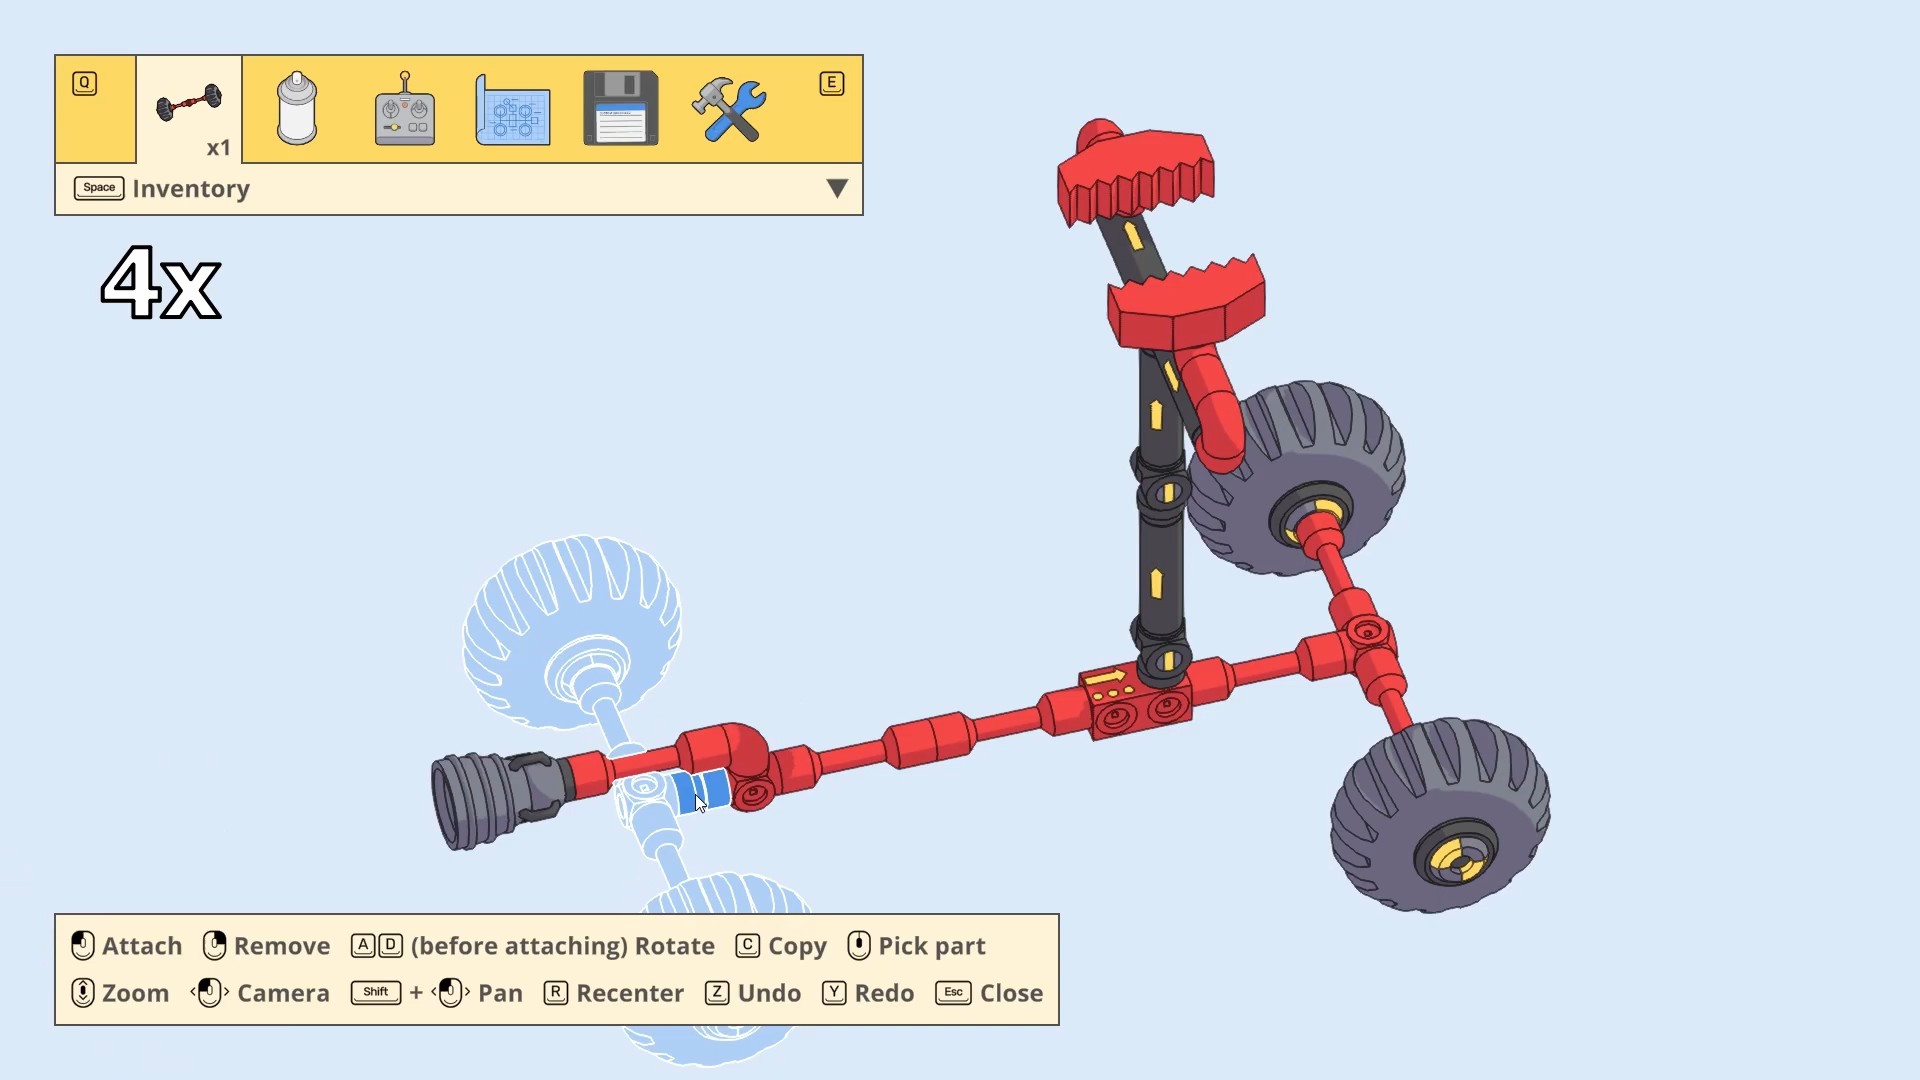 Q
E
x1
Space Inventory
4x
Attach Remove A D (before attaching) Rotate C Copy Pick part
Zoom Camera Shift + Pan R Recenter Z Undo Y Redo Esc Close